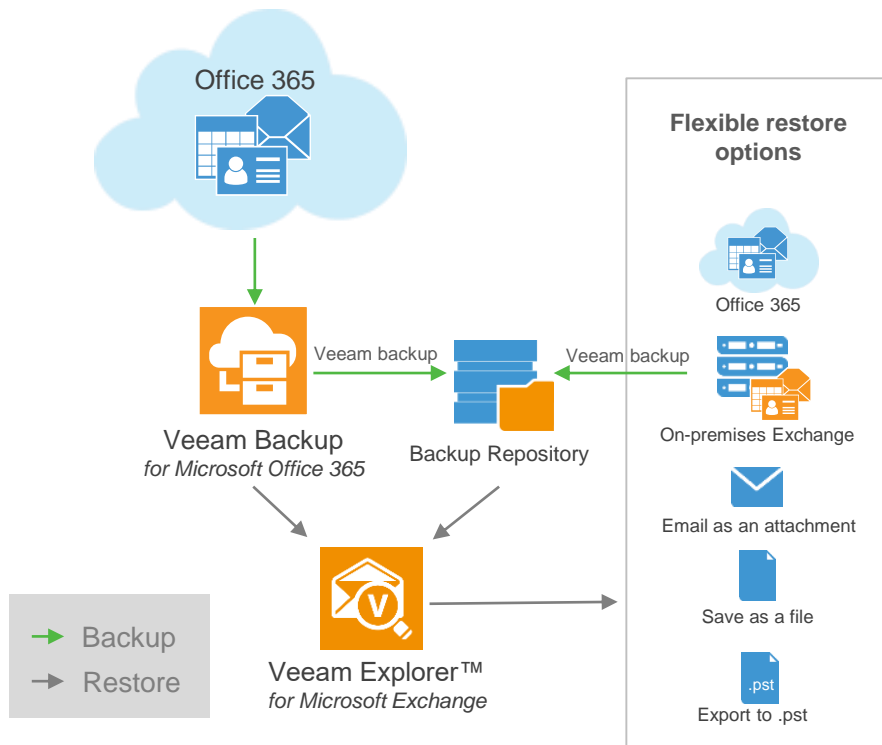 Office 365
Flexible restore
options
Office 365
Veeam backup
Veeam backup
On-premises Exchange
Veeam Backup
for Microsoft Office 365
Backup Repository
Email as an attachment
Save as a file
V
Backup
Restore
Veeam Explorer™
for Microsoft Exchange
.pst
Export to .pst